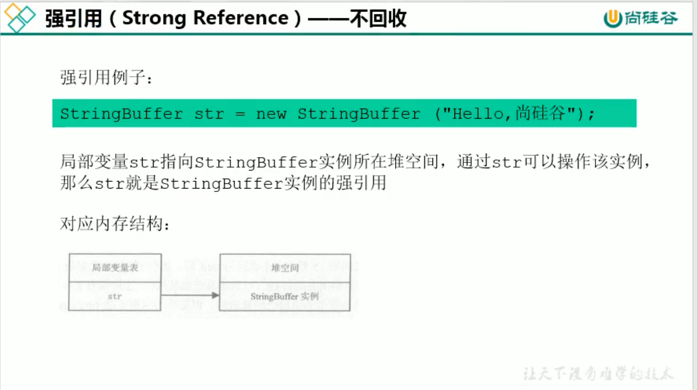 强引用（Strong Reference）——不回收
尚硅谷
强引用例子：
StringBuffer str = new StringBuffer ("Hello,尚硅谷");
局部变量str指向StringBuffer实例所在堆空间，通过str可以操作该实例，
那么str就是StringBuffer实例的强引用
对应内存结构：
局部变量表
堆空间
str
StringBuffer 实例
让天下没有难学的技术